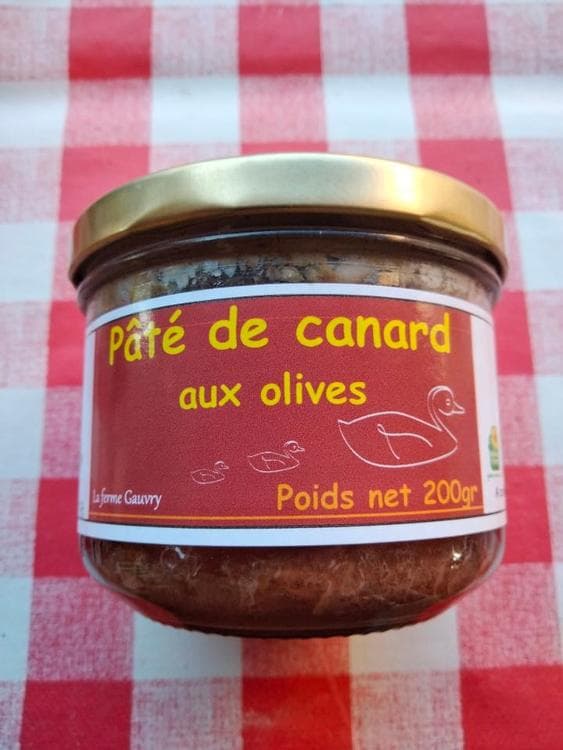 Pâté de canard
aux olives
La ferme Gauvry
Poids net 200gr